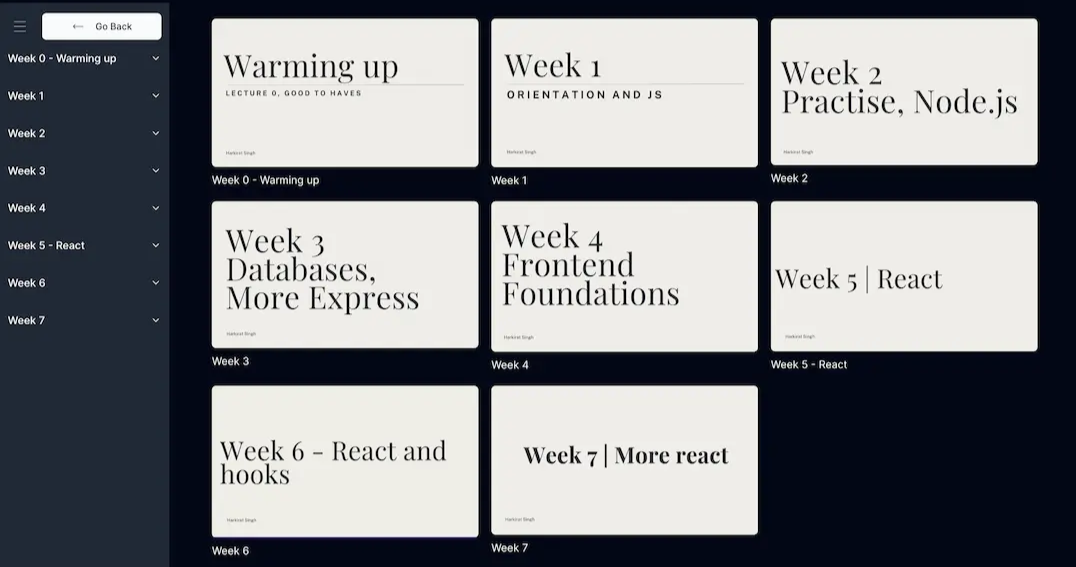 ← Go Back
Week 0 - Warming up
Week 1
Week 2
Week 3
Week 4
Week 5 - React
Week 6
Week 7
Warming up
LECTURE 0, GOOD TO HAVES
Harkirat Singh
Week 0 - Warming up
Week 1
ORIENTATION AND JS
Harkirat Singh
Week 1
Week 2
Practise, Node.js
Harkirat Singh
Week 2
Week 3
Databases,
More Express
Harkirat Singh
Week 3
Week 4
Frontend
Foundations
Harkirat Singh
Week 4
Week 5 | React
Harkirat Singh
Week 5 - React
Week 6 - React and
hooks
Harkirat Singh
Week 6
Week 7 | More react
Harkirat Singh
Week 7